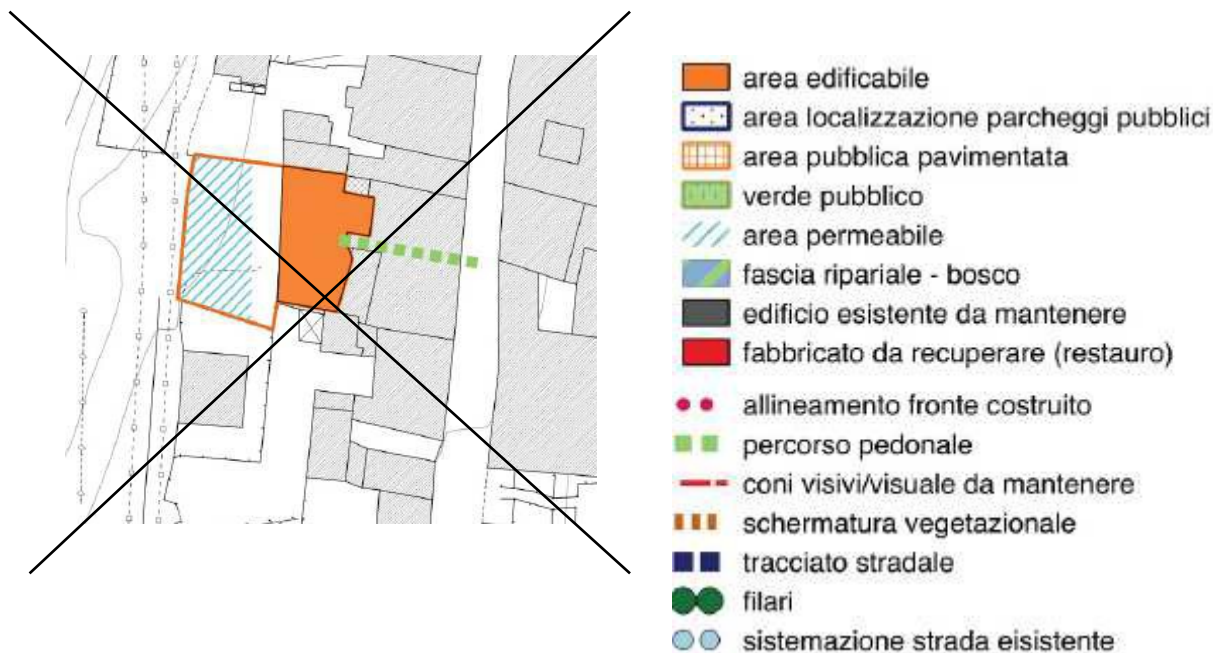 area edificabile
area localizzazione parcheggi pubblici
area pubblica pavimentata
verde pubblico
area permeabile
fascia ripariale - bosco
edificio esistente da mantenere
fabbricato da recuperare (restauro)
allineamento fronte costruito
percorso pedonale
coni visivi/visuale da mantenere
schermatura vegetazionale
tracciato stradale
filari
sistemazione strada eisistente